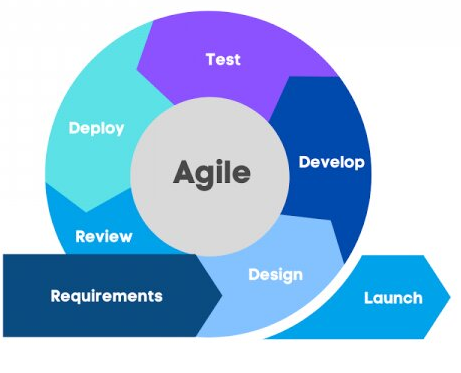 Test
Deploy
Develop
Agile
Review
Design
Requirements
Launch